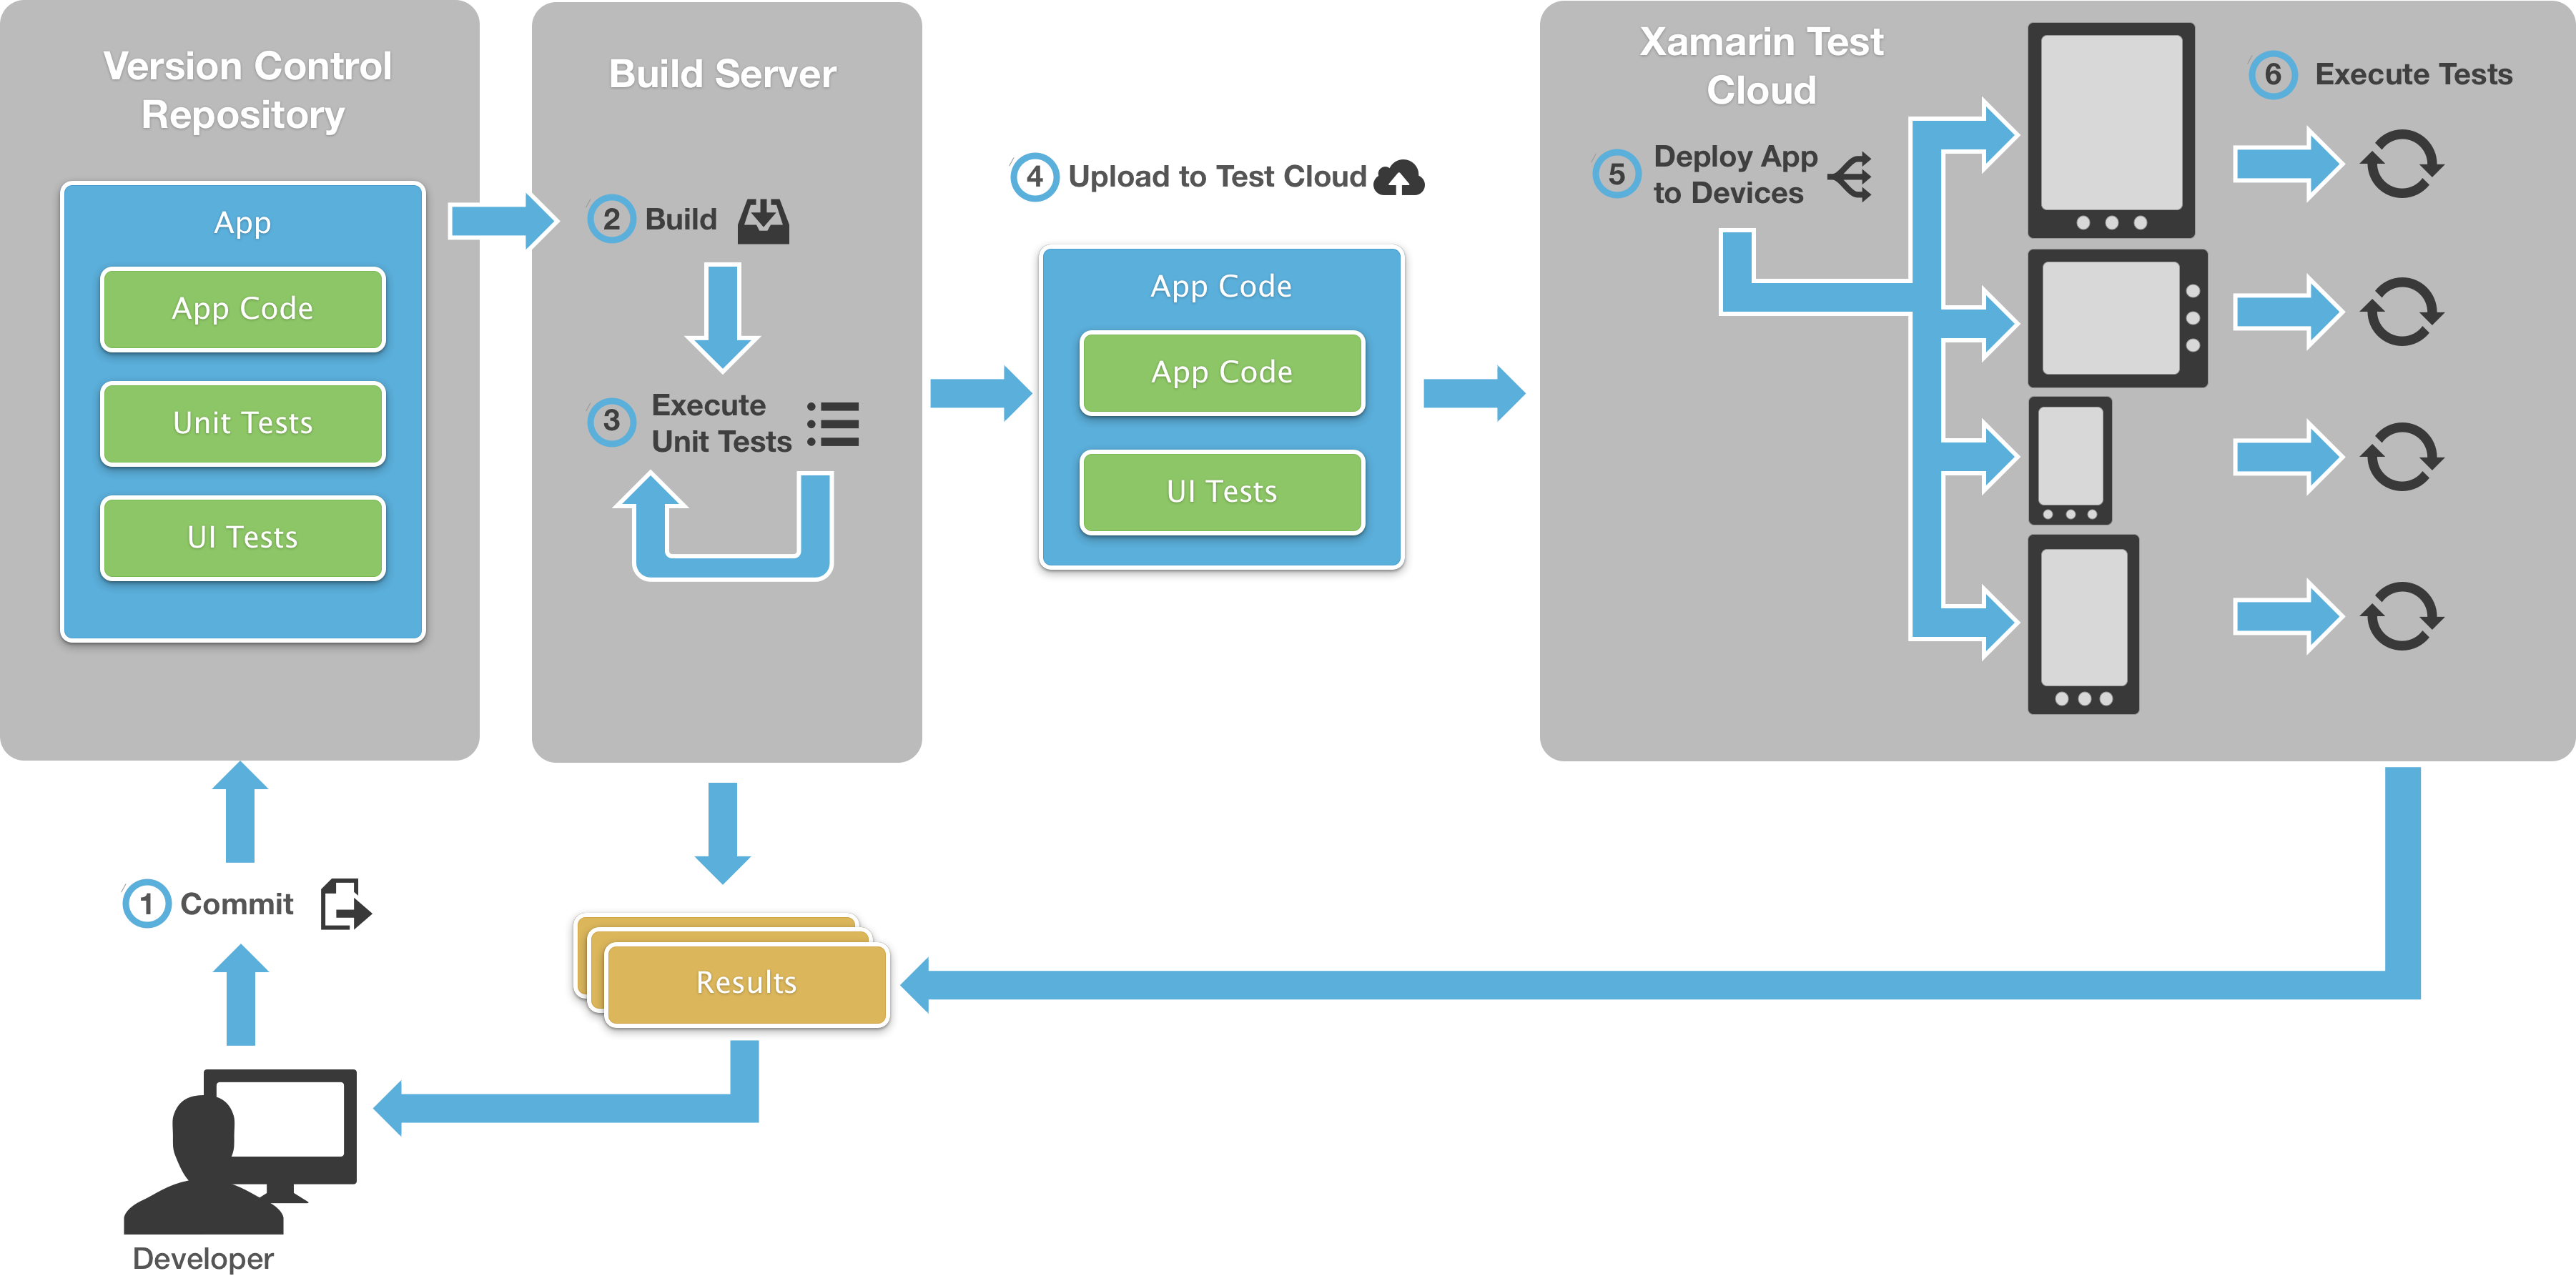 Version Control
Repository
App
App Code
Unit Tests
UI Tests
1 Commit
Developer
Build Server
2 Build
3 Execute
Unit Tests
Results
4 Upload to Test Cloud
App Code
App Code
UI Tests
Xamarin Test
Cloud
5 Deploy App
to Devices
6 Execute Tests